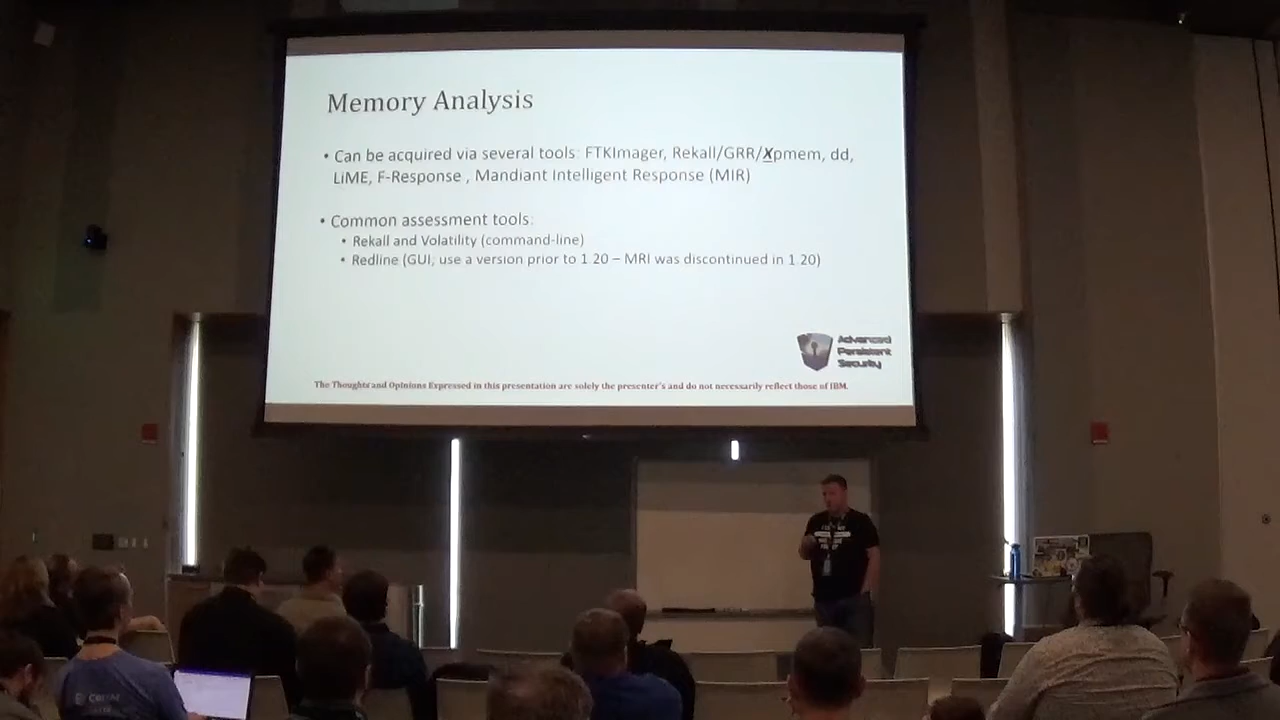 Memory Analysis
• Can be acquired via several tools: FTKImager, Rekall/GRR/Xpmem, dd,
LiME, F-Response , Mandiant Intelligent Response (MIR)
• Common assessment tools:
• Rekall and Volatility (command-line)
• Redline (GUI, use a version prior to 1.20 – MRI was discontinued in 1.20)
Advanced
Persistent
Security
The Thoughts and Opinions Expressed in this presentation are solely the presenter's and do not necessarily reflect those of IBM.